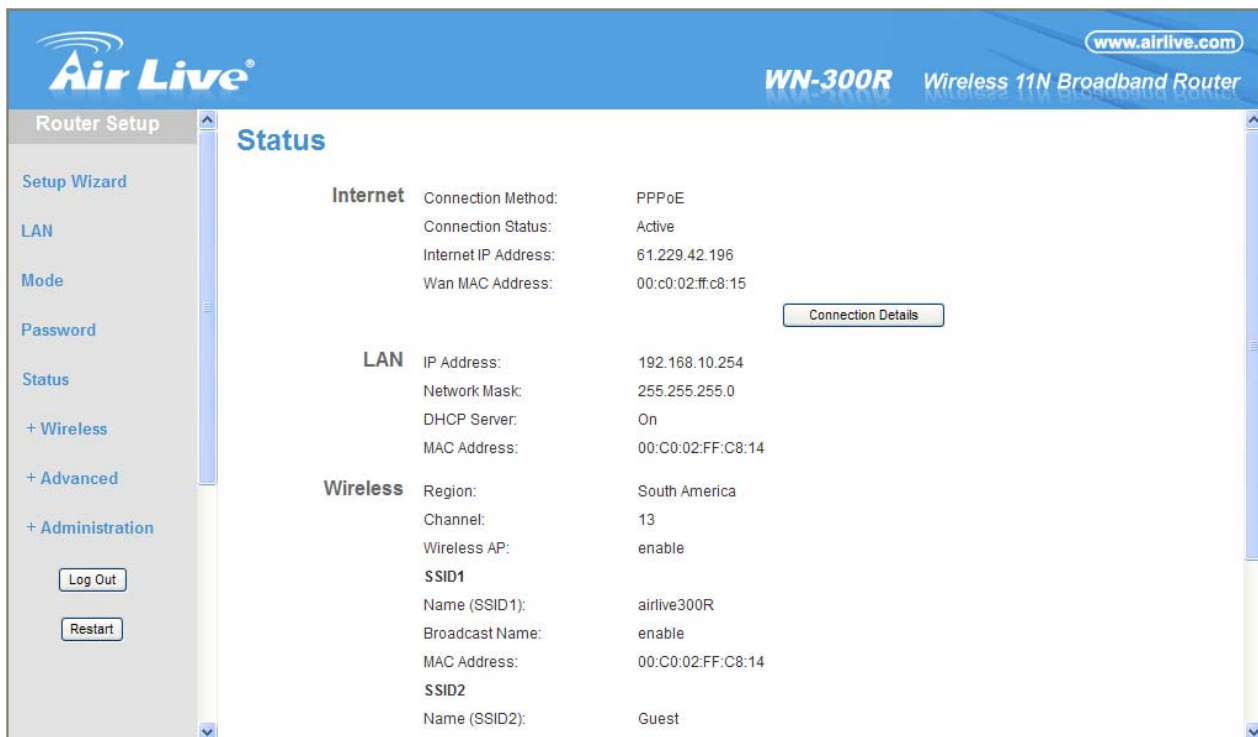 Air Live®
www.airlive.com
WN-300R Wireless 11N Broadband Router
Router Setup
Setup Wizard
LAN
Mode
Password
Status
+ Wireless
+ Advanced
+ Administration
Log Out
Restart
Status
Internet
Connection Method: PPPoE
Connection Status: Active
Internet IP Address: 61.229.42.196
Wan MAC Address: 00:c0:02:ff:c8:15
Connection Details
LAN
IP Address: 192.168.10.254
Network Mask: 255.255.255.0
DHCP Server: On
MAC Address: 00:C0:02:FF:C8:14
Wireless
Region: South America
Channel: 13
Wireless AP: enable
SSID1
Name (SSID1): airlive300R
Broadcast Name: enable
MAC Address: 00:C0:02:FF:C8:14
SSID2
Name (SSID2): Guest